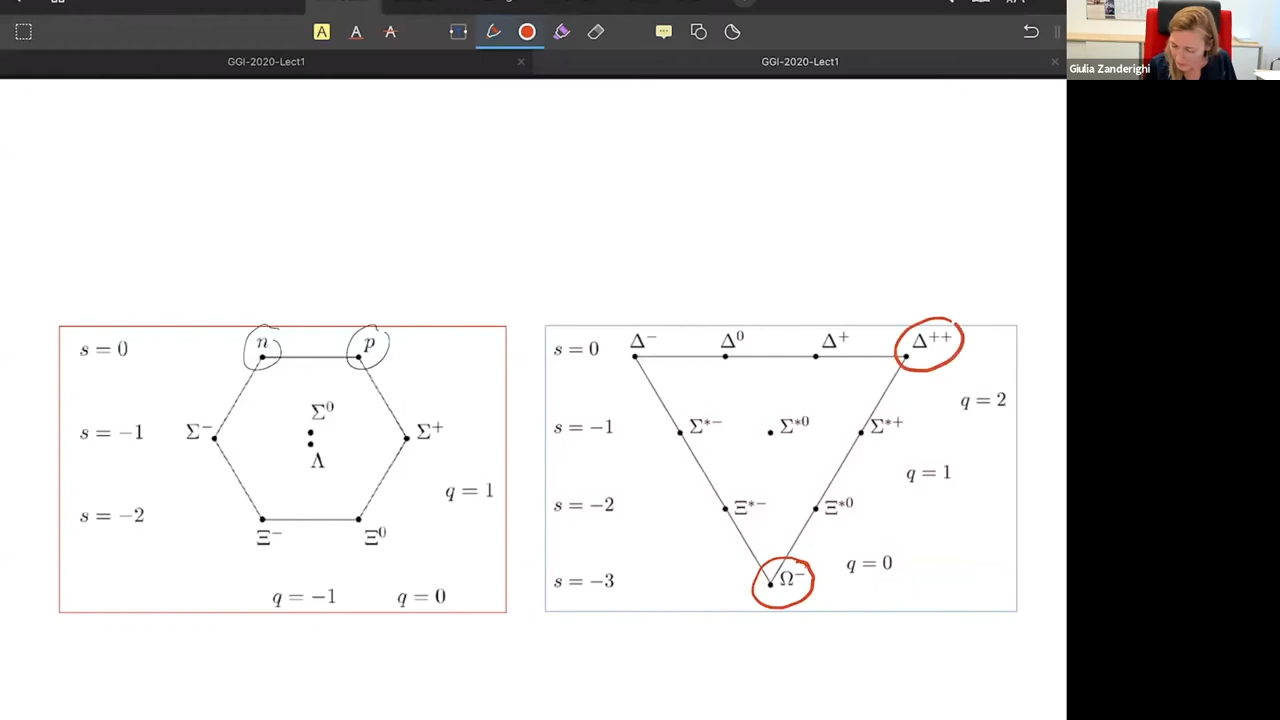 A A A
GGI-2020-Lect1 × GGI-2020-Lect1 ×
Giulia Zanderighi
s = 0 n p
Σ⁰
s = −1 Σ⁻ Σ⁺
Λ
q = 1
s = −2
Ξ⁻ Ξ⁰
q = −1 q = 0
s = 0 Δ⁻ Δ⁰ Δ⁺ Δ⁺⁺
q = 2
s = −1 Σ*⁻ Σ*⁰ Σ*⁺
q = 1
s = −2 Ξ*⁻ Ξ*⁰
q = 0
s = −3 Ω⁻